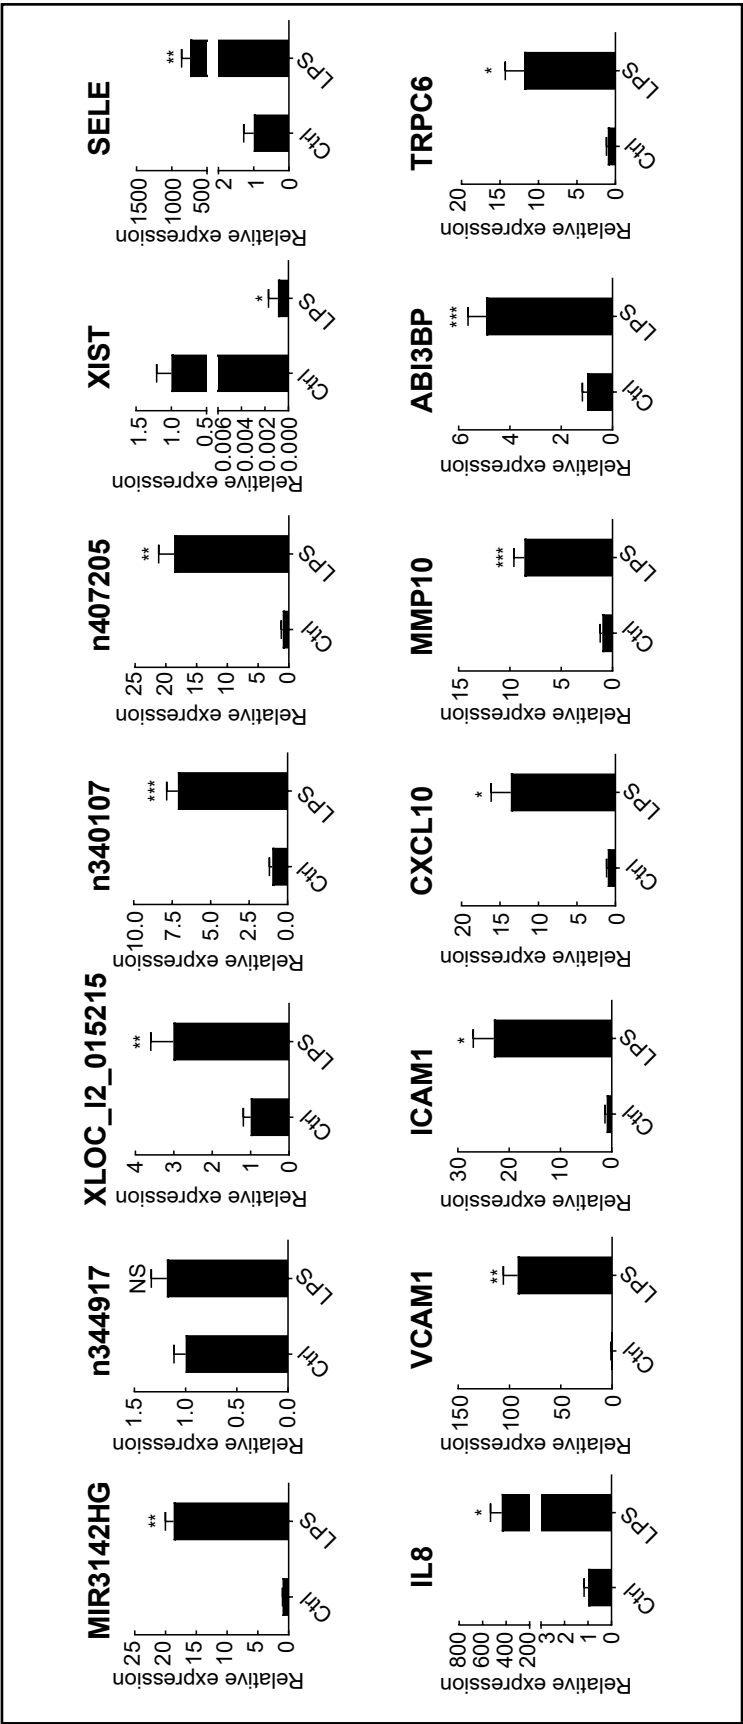 MIR3142HG
Relative expression
25
20
15
10
5
0
**
Ctrl
LPS
n344917
Relative expression
1.5
1.0
0.5
0.0
NS
Ctrl
LPS
XLOC_l2_015215
Relative expression
4
3
2
1
0
**
Ctrl
LPS
n340107
Relative expression
10.0
7.5
5.0
2.5
0.0
***
Ctrl
LPS
n407205
Relative expression
25
20
15
10
5
0
**
Ctrl
LPS
XIST
Relative expression
1.5
1.0
0.5
0.006
0.004
0.002
0.000
*
Ctrl
LPS
SELE
Relative expression
1500
1000
500
2
1
0
**
Ctrl
LPS
IL8
Relative expression
800
600
400
200
3
2
1
0
*
Ctrl
LPS
VCAM1
Relative expression
150
100
50
0
**
Ctrl
LPS
ICAM1
Relative expression
30
20
10
0
*
Ctrl
LPS
CXCL10
Relative expression
20
15
10
5
0
*
Ctrl
LPS
MMP10
Relative expression
15
10
5
0
***
Ctrl
LPS
ABI3BP
Relative expression
6
4
2
0
***
Ctrl
LPS
TRPC6
Relative expression
20
15
10
5
0
*
Ctrl
LPS